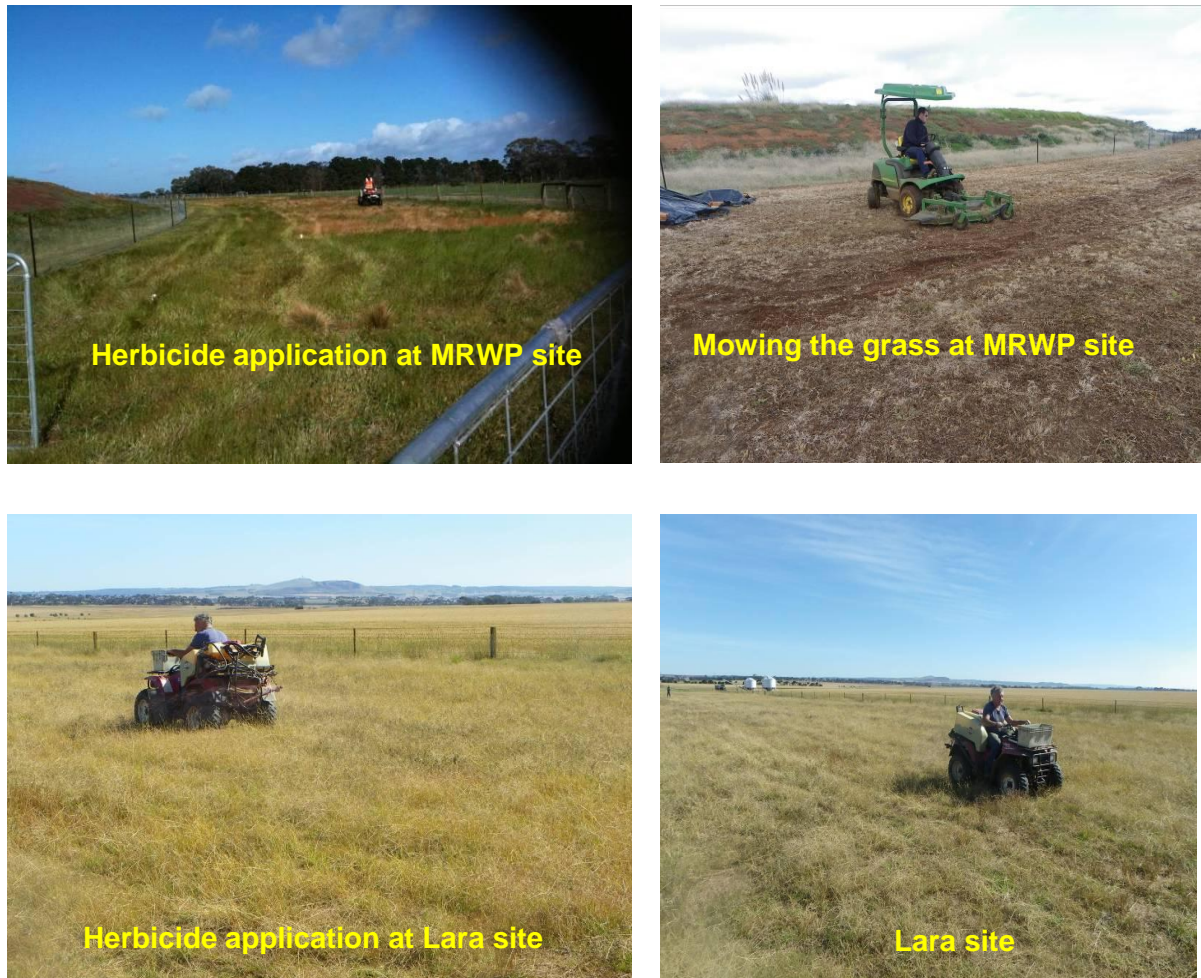 Herbicide application at MRWP site
Mowing the grass at MRWP site
Herbicide application at Lara site
Lara site